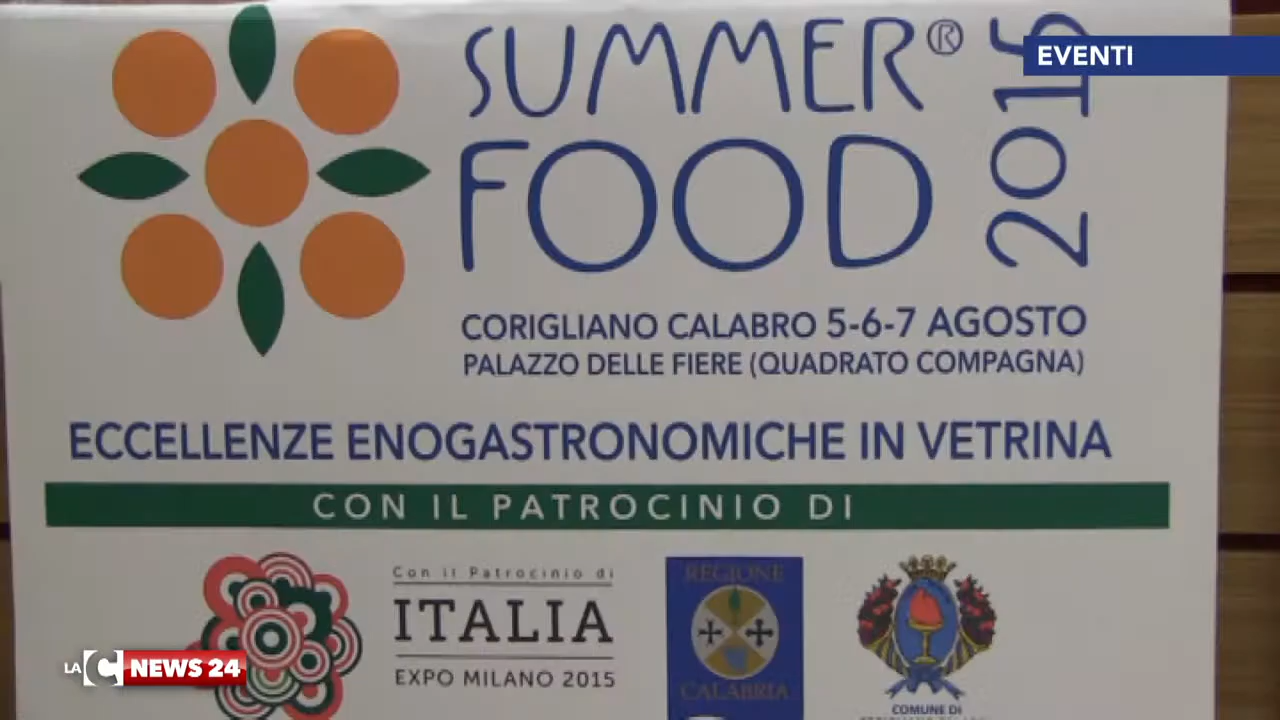 SUMMER®
FOOD
2015
EVENTI
CORIGLIANO CALABRO 5-6-7 AGOSTO
PALAZZO DELLE FIERE (QUADRATO COMPAGNA)
ECCELLENZE ENOGASTRONOMICHE IN VETRINA
CON IL PATROCINIO DI
Con il Patrocinio di
ITALIA
EXPO MILANO 2015
REGIONE
CALABRIA
COMUNE DI
LA C NEWS 24